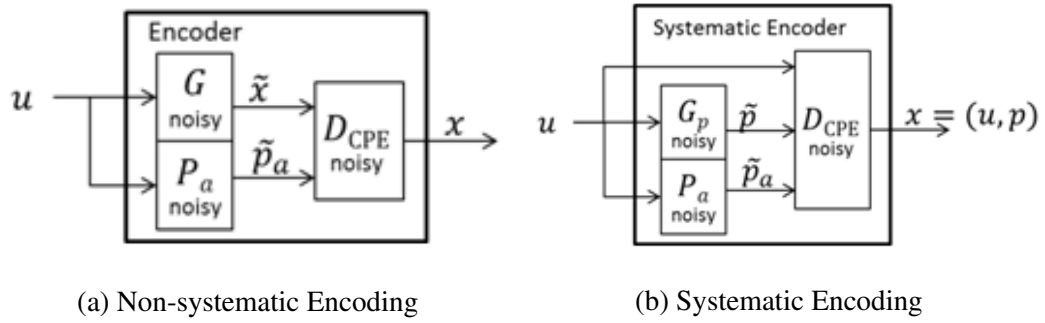 Encoder
G
noisy
x̃
u
D_CPE
noisy
x
P_a
noisy
p̃_a
(a) Non-systematic Encoding
Systematic Encoder
u
G_p
noisy
p̃
D_CPE
noisy
x = (u, p)
P_a
noisy
p̃_a
(b) Systematic Encoding